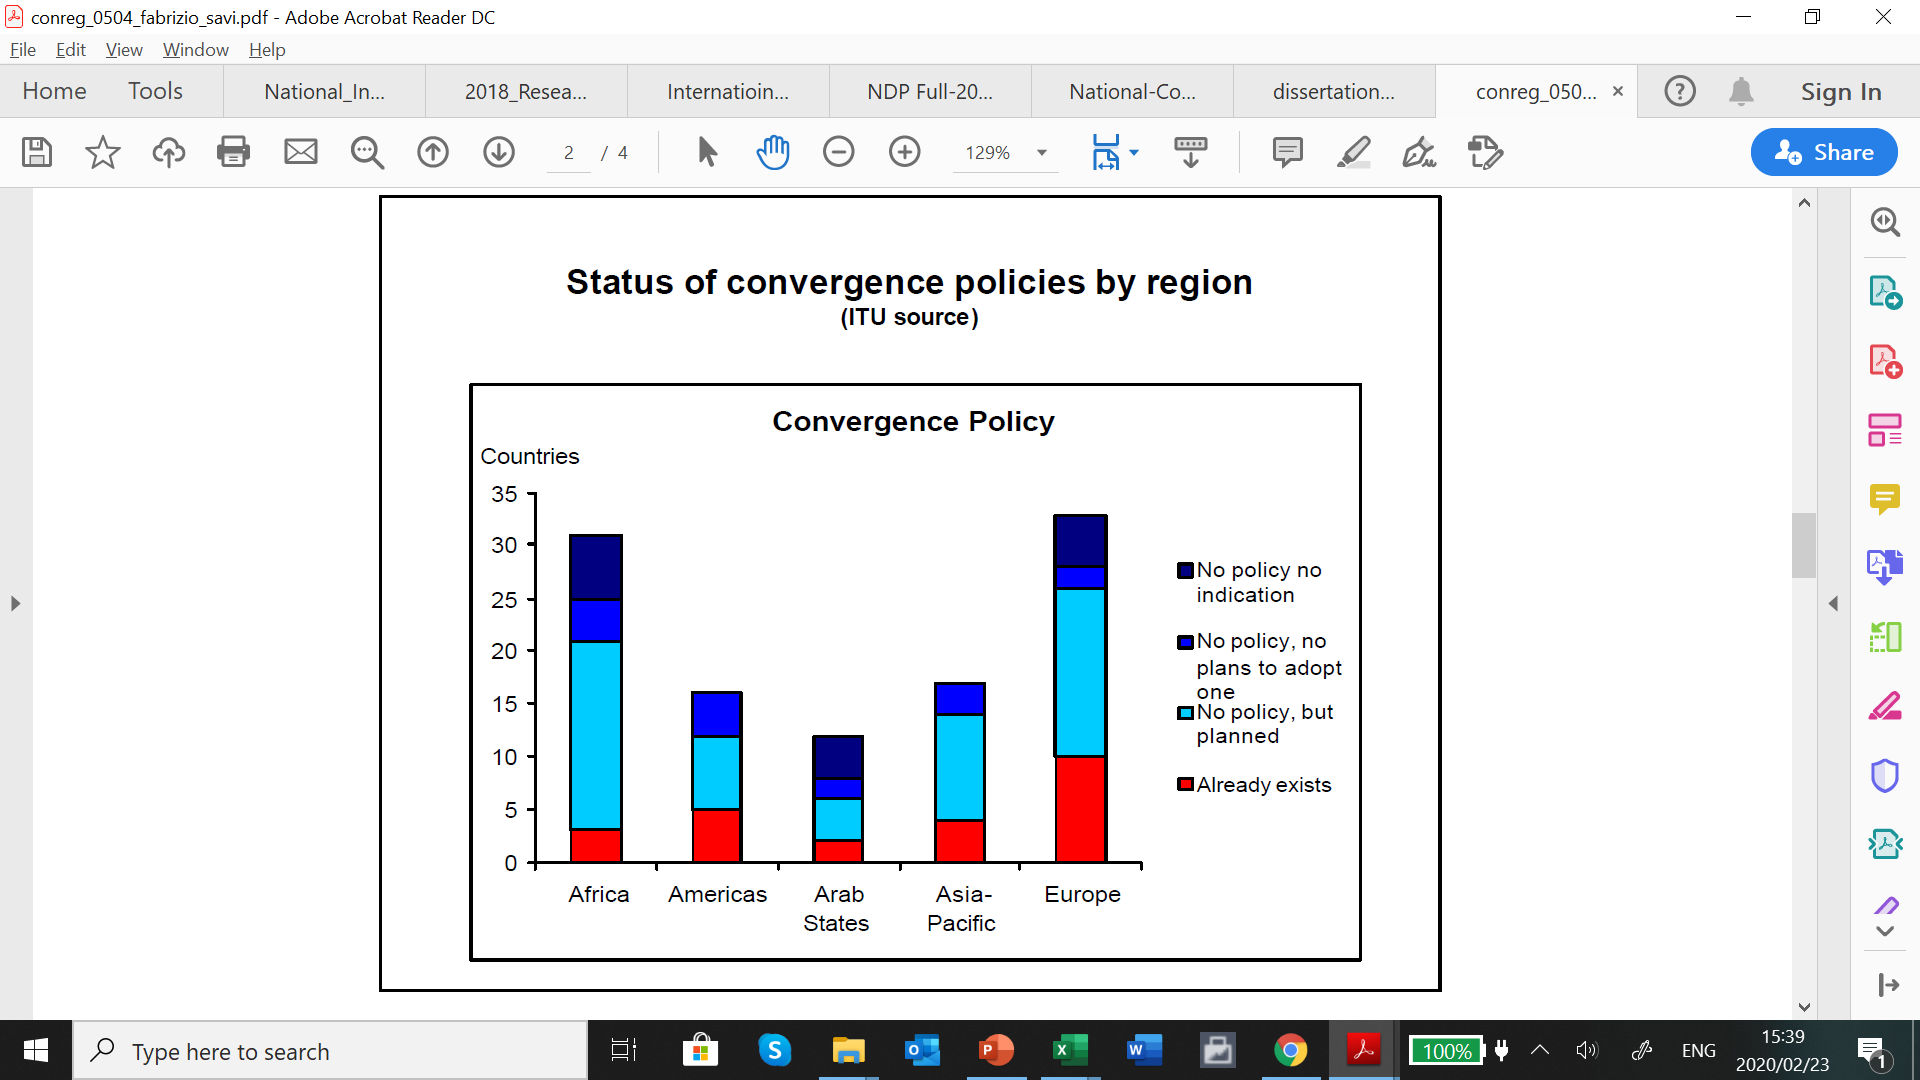 conreg_0504_fabrizio_savi.pdf - Adobe Acrobat Reader DC
File Edit View Window Help
Home Tools National_In... 2018_Resea... Internatioin... NDP Full-20... National-Co... dissertation... conreg_050... Sign In
2 / 4 129% Share
Status of convergence policies by region
(ITU source)
Convergence Policy
Countries
35
30
25
20
15
10
5
0
Africa Americas Arab States Asia-Pacific Europe
No policy no
indication
No policy, no
plans to adopt
one
No policy, but
planned
Already exists
Type here to search
100% ENG 15:39
2020/02/23
1